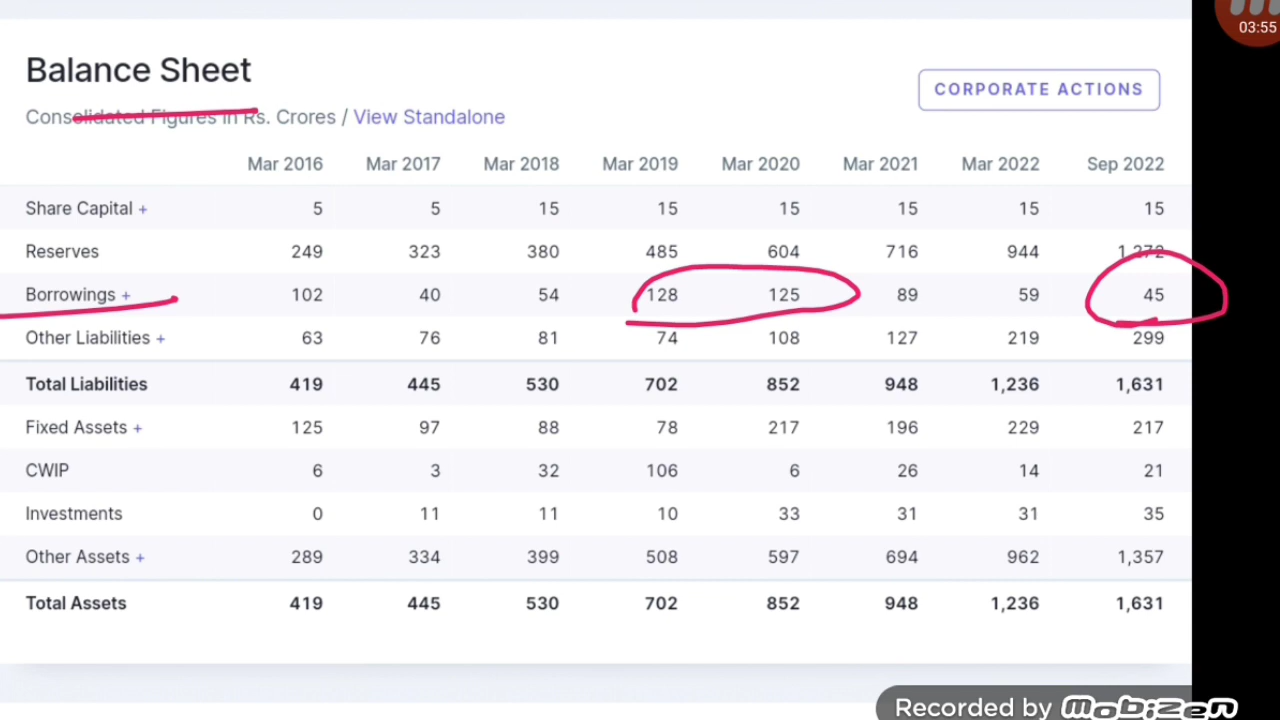 03:55
Balance Sheet
CORPORATE ACTIONS
Consolidated Figures in Rs. Crores / View Standalone
Mar 2016 Mar 2017 Mar 2018 Mar 2019 Mar 2020 Mar 2021 Mar 2022 Sep 2022
Share Capital + 5 5 15 15 15 15 15 15
Reserves 249 323 380 485 604 716 944 1,272
Borrowings + 102 40 54 128 125 89 59 45
Other Liabilities + 63 76 81 74 108 127 219 299
Total Liabilities 419 445 530 702 852 948 1,236 1,631
Fixed Assets + 125 97 88 78 217 196 229 217
CWIP 6 3 32 106 6 26 14 21
Investments 0 11 11 10 33 31 31 35
Other Assets + 289 334 399 508 597 694 962 1,357
Total Assets 419 445 530 702 852 948 1,236 1,631
Recorded by mobizen